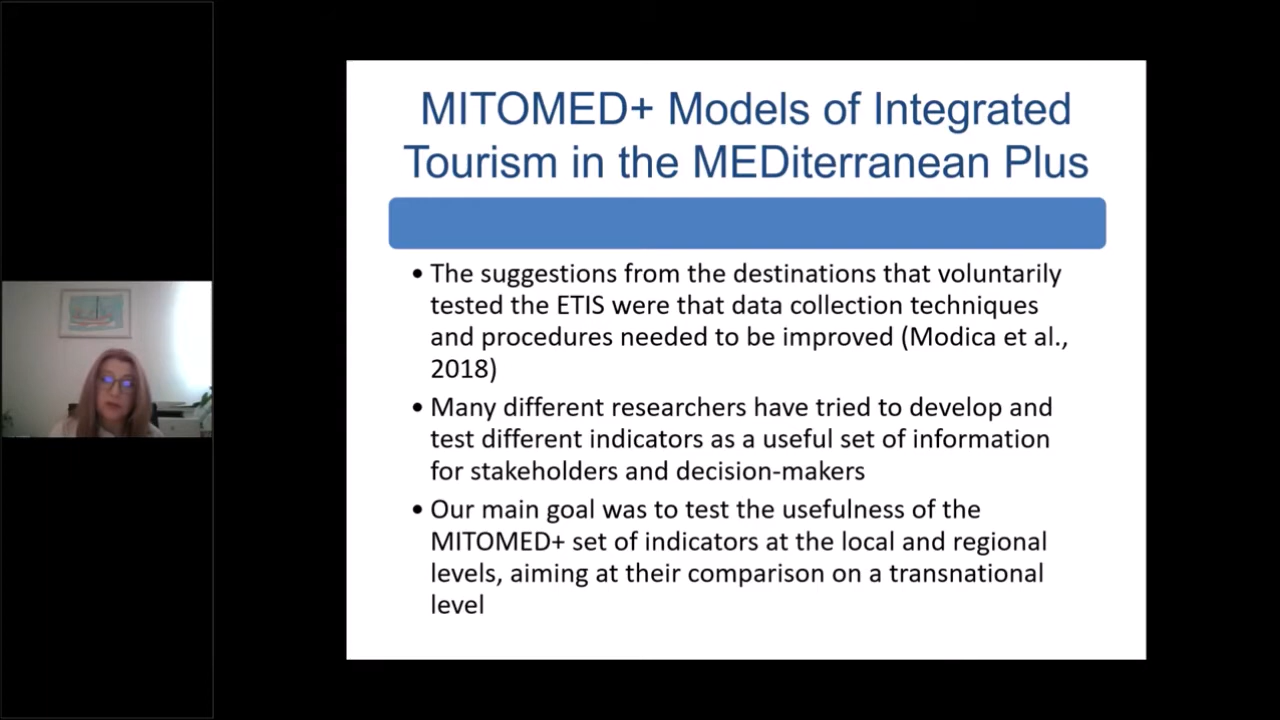 MITOMED+ Models of Integrated
Tourism in the MEDiterranean Plus
• The suggestions from the destinations that voluntarily
tested the ETIS were that data collection techniques
and procedures needed to be improved (Modica et al.,
2018)
• Many different researchers have tried to develop and
test different indicators as a useful set of information
for stakeholders and decision-makers
• Our main goal was to test the usefulness of the
MITOMED+ set of indicators at the local and regional
levels, aiming at their comparison on a transnational
level